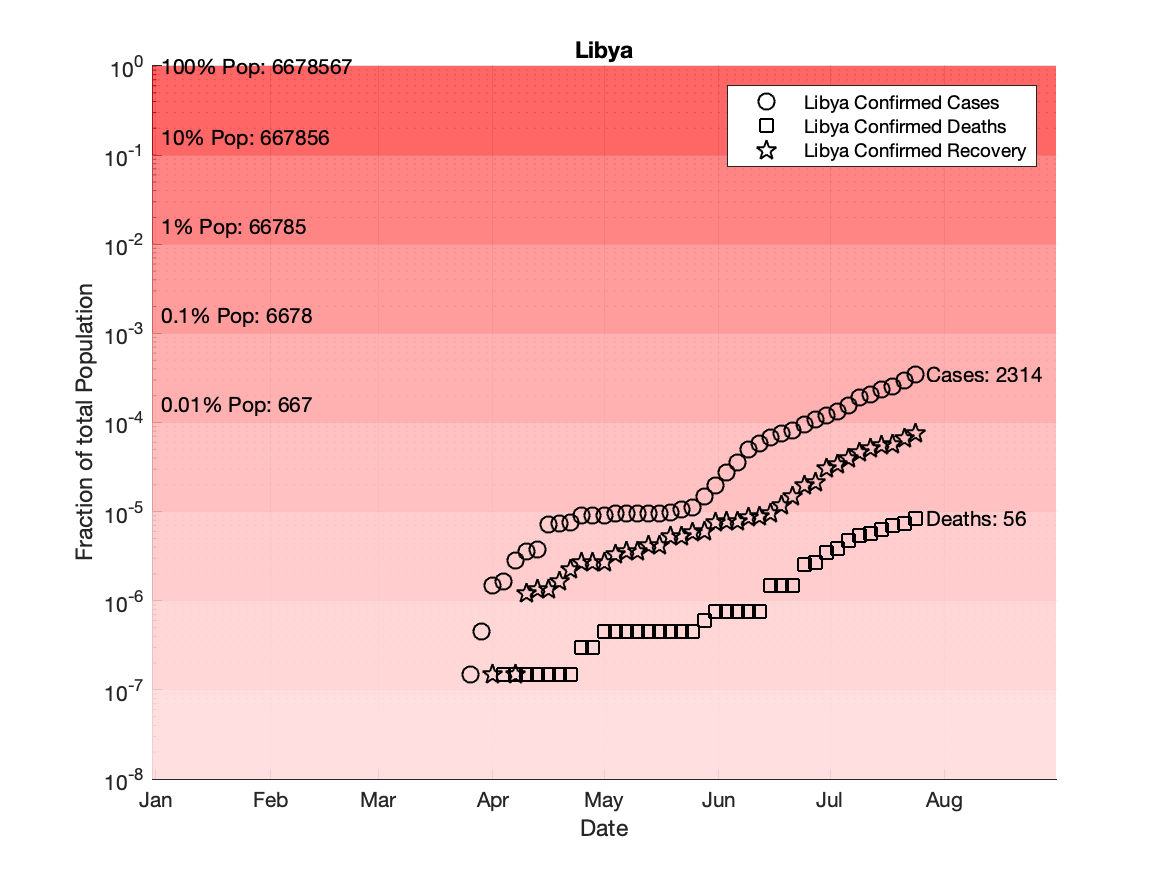 Libya
10^0
10^-1
10^-2
10^-3
10^-4
10^-5
10^-6
10^-7
10^-8
Fraction of total Population
100% Pop: 6678567
10% Pop: 667856
1% Pop: 66785
0.1% Pop: 6678
0.01% Pop: 667
Libya Confirmed Cases
Libya Confirmed Deaths
Libya Confirmed Recovery
Cases: 2314
Deaths: 56
Jan Feb Mar Apr May Jun Jul Aug
Date